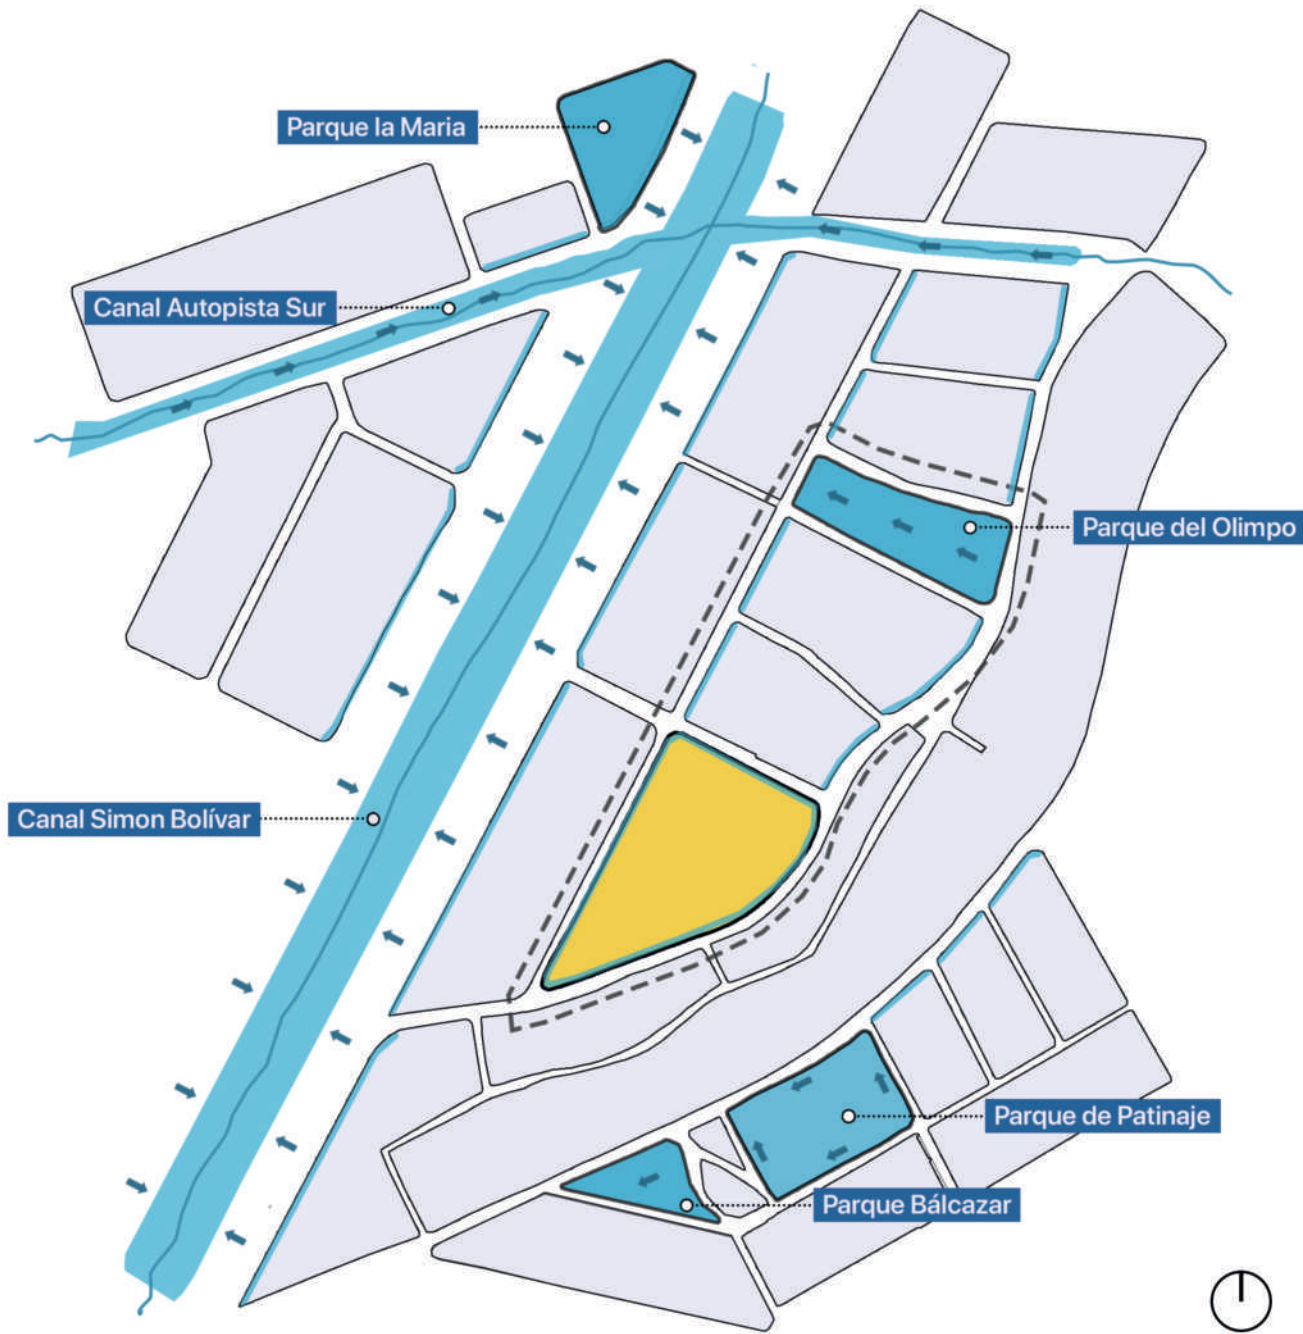 Parque la Maria
Canal Autopista Sur
Parque del Olimpo
Canal Simon Bolívar
Parque de Patinaje
Parque Bálcazar